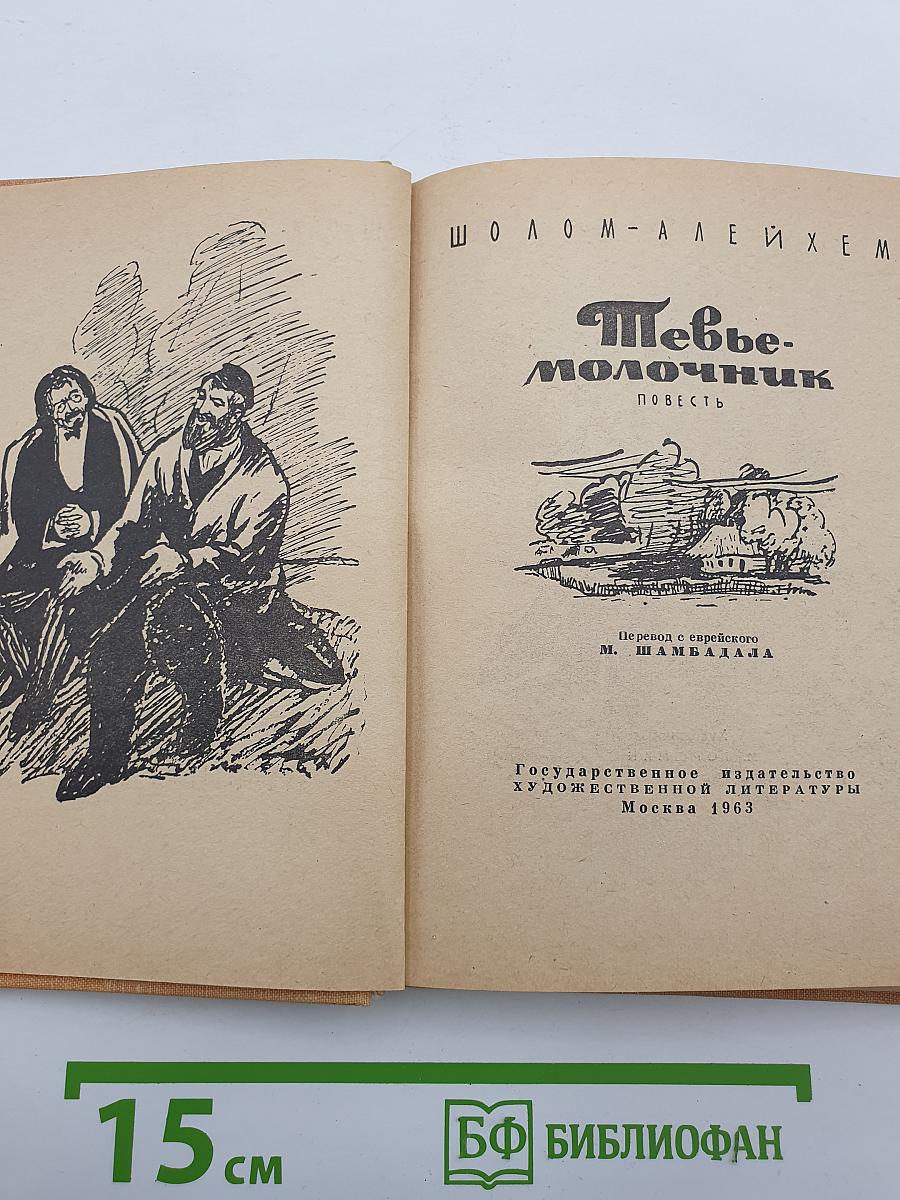 ШОЛОМ-АЛЕЙХЕМ
Тевье-
молочник
ПОВЕСТЬ
Перевод с еврейского
М. ШАМБАДАЛА
Государственное издательство
ХУДОЖЕСТВЕННОЙ ЛИТЕРАТУРЫ
Москва 1963
15 см
БФ БИБЛИОФАН